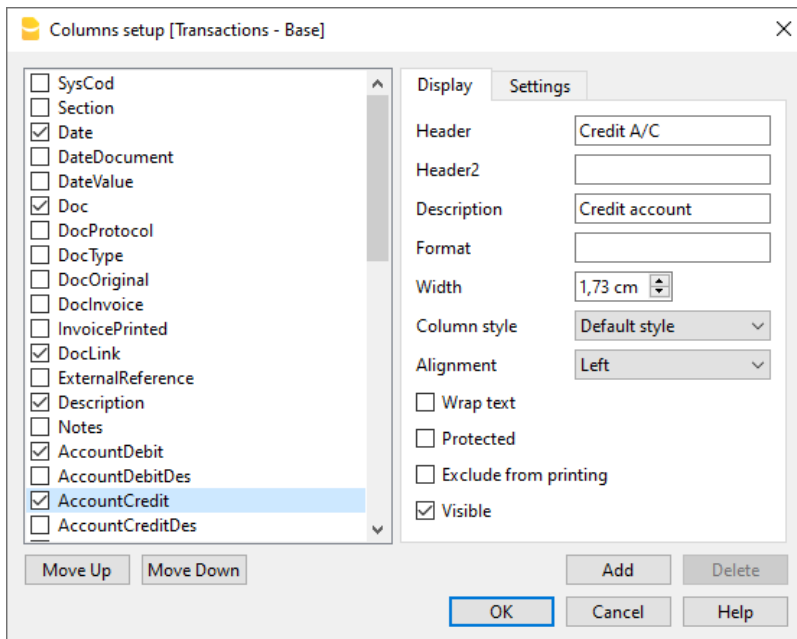 Columns setup [Transactions - Base]
SysCod
Section
Date
DateDocument
DateValue
Doc
DocProtocol
DocType
DocOriginal
DocInvoice
InvoicePrinted
DocLink
ExternalReference
Description
Notes
AccountDebit
AccountDebitDes
AccountCredit
AccountCreditDes
Move Up Move Down
Display Settings
Header Credit A/C
Header2
Description Credit account
Format
Width 1,73 cm
Column style Default style
Alignment Left
Wrap text
Protected
Exclude from printing
Visible
Add Delete
OK Cancel Help